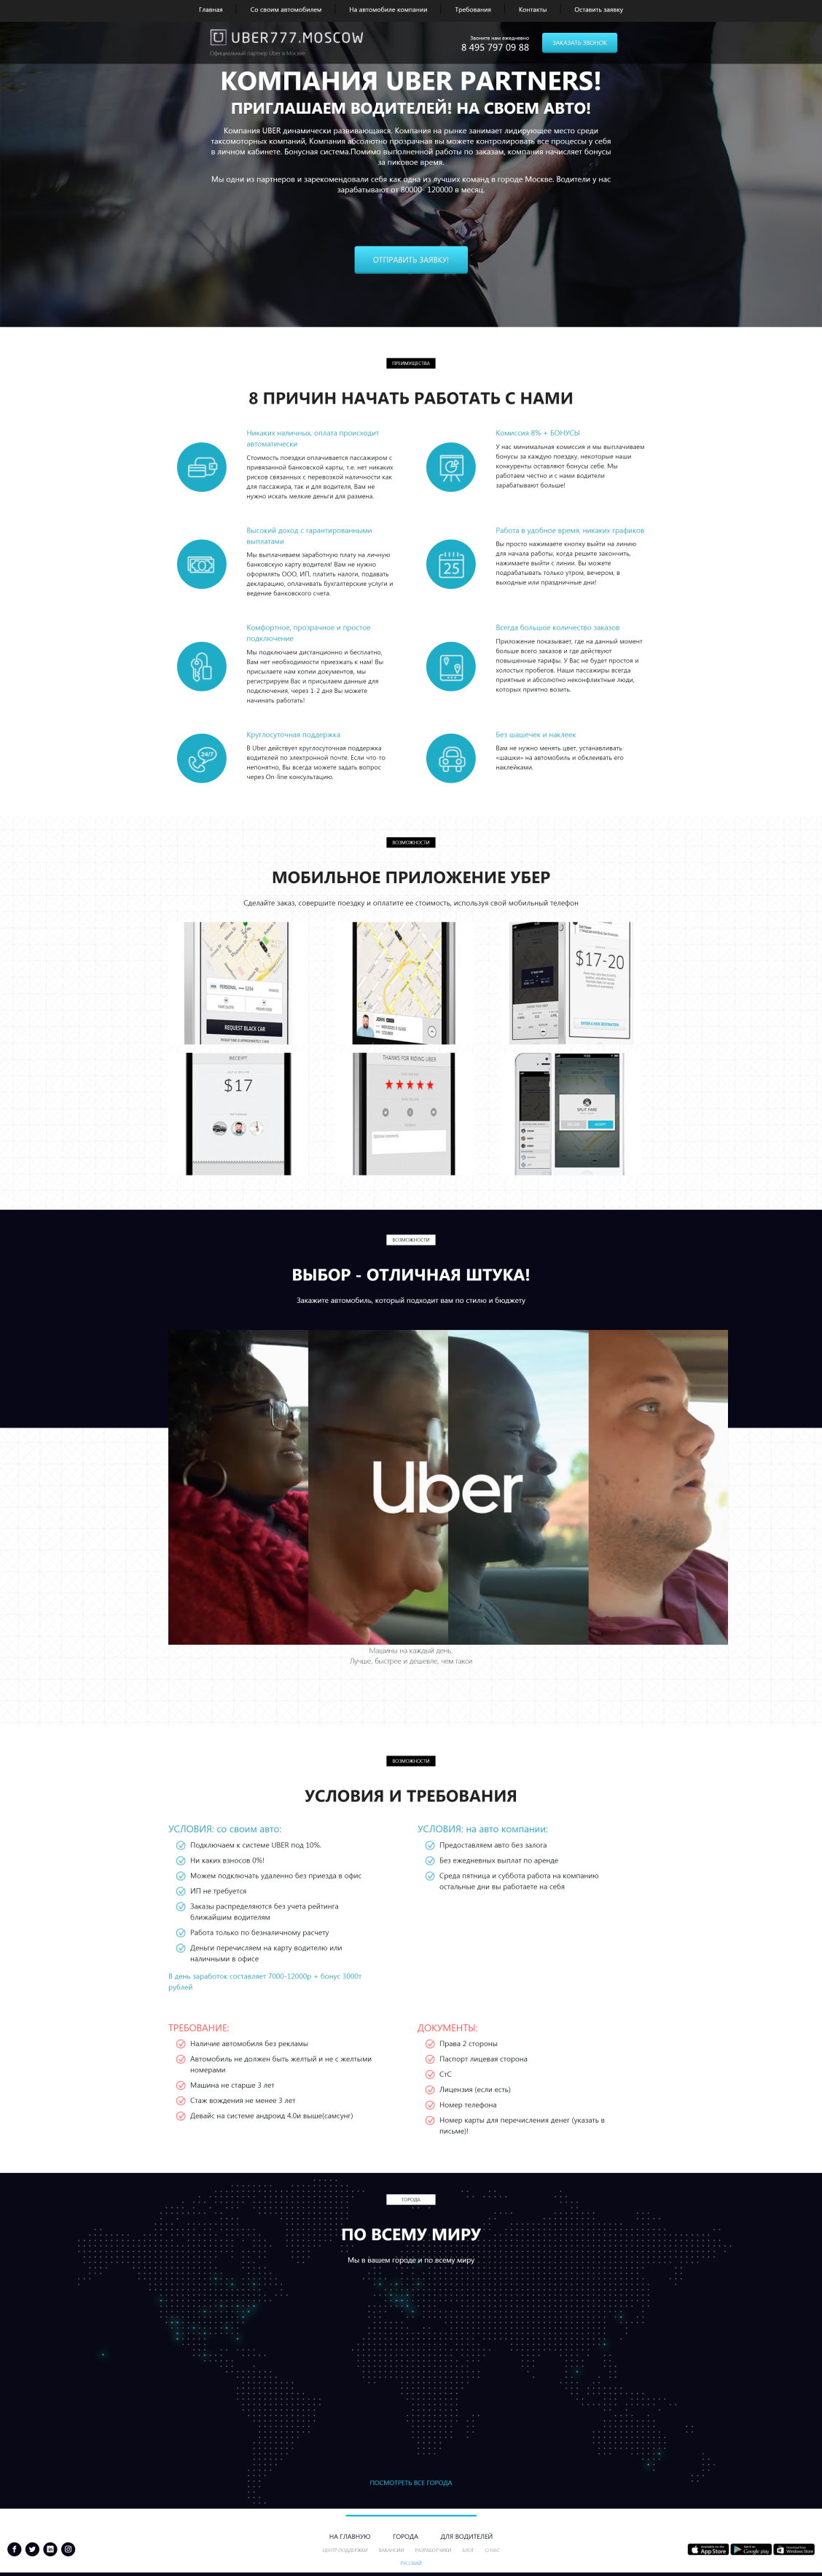 Главная
Со своим автомобилем
На автомобиле компании
Требования
Контакты
Оставить заявку
UBER777.MOSCOW
Официальный партнер Uber в Москве
Звоните нам ежедневно
8 495 797 09 88
ЗАКАЗАТЬ ЗВОНОК
КОМПАНИЯ UBER PARTNERS!
ПРИГЛАШАЕМ ВОДИТЕЛЕЙ! НА СВОЕМ АВТО!
Компания UBER динамически развивающаяся. Компания на рынке занимает лидирующее место среди
таксомоторных компаний, Компания абсолютно прозрачная вы можете контролировать все процессы у себя
в личном кабинете. Бонусная система.Помимо выполненной работы по заказам, компания начисляет бонусы
за пиковое время.
Мы одни из партнеров и зарекомендовали себя как одна из лучших команд в городе Москве. Водители у нас
зарабатывают от 80000- 120000 в месяц.
ОТПРАВИТЬ ЗАЯВКУ!
ПРЕИМУЩЕСТВА
8 ПРИЧИН НАЧАТЬ РАБОТАТЬ С НАМИ
Никаких наличных, оплата происходит
автоматически
Стоимость поездки оплачивается пассажиром с
привязанной банковской карты, т.е. нет никаких
рисков связанных с перевозкой наличности как
для пассажира, так и для водителя, Вам не
нужно искать мелкие деньги для размена.
Комиссия 8% + БОНУСЫ
У нас минимальная комиссия и мы выплачиваем
бонусы за каждую поездку, некоторые наши
конкуренты оставляют бонусы себе. Мы
работаем честно и с нами водители
зарабатывают больше!
Высокий доход с гарантированными
выплатами
Мы выплачиваем заработную плату на личную
банковскую карту водителя! Вам не нужно
оформлять ООО, ИП, платить налоги, подавать
декларацию, оплачивать бухгалтерские услуги и
ведение банковского счета.
25
Работа в удобное время, никаких графиков
Вы просто нажимаете кнопку выйти на линию
для начала работы, когда решите закончить,
нажимаете выйти с линии. Вы можете
подрабатывать только утром, вечером, в
выходные или праздничные дни!
Комфортное, прозрачное и простое
подключение
Мы подключаем дистанционно и бесплатно,
Вам нет необходимости приезжать к нам! Вы
присылаете нам копии документов, мы
регистрируем Вас и присылаем данные для
подключения, через 1-2 дня Вы можете
начинать работать!
Всегда большое количество заказов
Приложение показывает, где на данный момент
больше всего заказов и где действуют
повышенные тарифы. У Вас не будет простоя и
холостых пробегов. Наши пассажиры всегда
приятные и абсолютно неконфликтные люди,
которых приятно возить.
24/7
Круглосуточная поддержка
В Uber действует круглосуточная поддержка
водителей по электронной почте. Если что-то
непонятно, Вы всегда можете задать вопрос
через On-line консультацию.
Без шашечек и наклеек
Вам не нужно менять цвет, устанавливать
«шашки» на автомобиль и обклеивать его
наклейками.
ВОЗМОЖНОСТИ
МОБИЛЬНОЕ ПРИЛОЖЕНИЕ УБЕР
Сделайте заказ, совершите поездку и оплатите ее стоимость, используя свой мобильный телефон
PERSONAL
1234
REQUEST BLACK CAR
JOHN
$17-20
ENTER A NEW DESTINATION
RECEIPT
$17
THANKS FOR RIDING UBER
SPLIT FARE
ACCEPT
ВОЗМОЖНОСТИ
ВЫБОР - ОТЛИЧНАЯ ШТУКА!
Закажите автомобиль, который подходит вам по стилю и бюджету
Uber
Машины на каждый день.
Лучше, быстрее и дешевле, чем такси
ВОЗМОЖНОСТИ
УСЛОВИЯ И ТРЕБОВАНИЯ
УСЛОВИЯ: со своим авто:
Подключаем к системе UBER под 10%.
Ни каких взносов 0%!
Можем подключать удаленно без приезда в офис
ИП не требуется
Заказы распределяются без учета рейтинга
ближайшим водителям
Работа только по безналичному расчету
Деньги перечисляем на карту водителю или
наличными в офисе
В день заработок составляет 7000-12000р + бонус 3000т
рублей
УСЛОВИЯ: на авто компании:
Предоставляем авто без залога
Без ежедневных выплат по аренде
Среда пятница и суббота работа на компанию
остальные дни вы работаете на себя
ТРЕБОВАНИЕ:
Наличие автомобиля без рекламы
Автомобиль не должен быть желтый и не с желтыми
номерами
Машина не старше 3 лет
Стаж вождения не менее 3 лет
Девайс на системе андроид 4.0и выше(самсунг)
ДОКУМЕНТЫ:
Права 2 стороны
Паспорт лицевая сторона
СтС
Лицензия (если есть)
Номер телефона
Номер карты для перечисления денег (указать в
письме)!
ГОРОДА
ПО ВСЕМУ МИРУ
Мы в вашем городе и по всему миру
ПОСМОТРЕТЬ ВСЕ ГОРОДА
НА ГЛАВНУЮ
ГОРОДА
ДЛЯ ВОДИТЕЛЕЙ
ЦЕНТР ПОДДЕРЖКИ
ВАКАНСИИ
РАЗРАБОТЧИКИ
БЛОГ
О НАС
РУССКИЙ
App Store
Google play
Windows Store